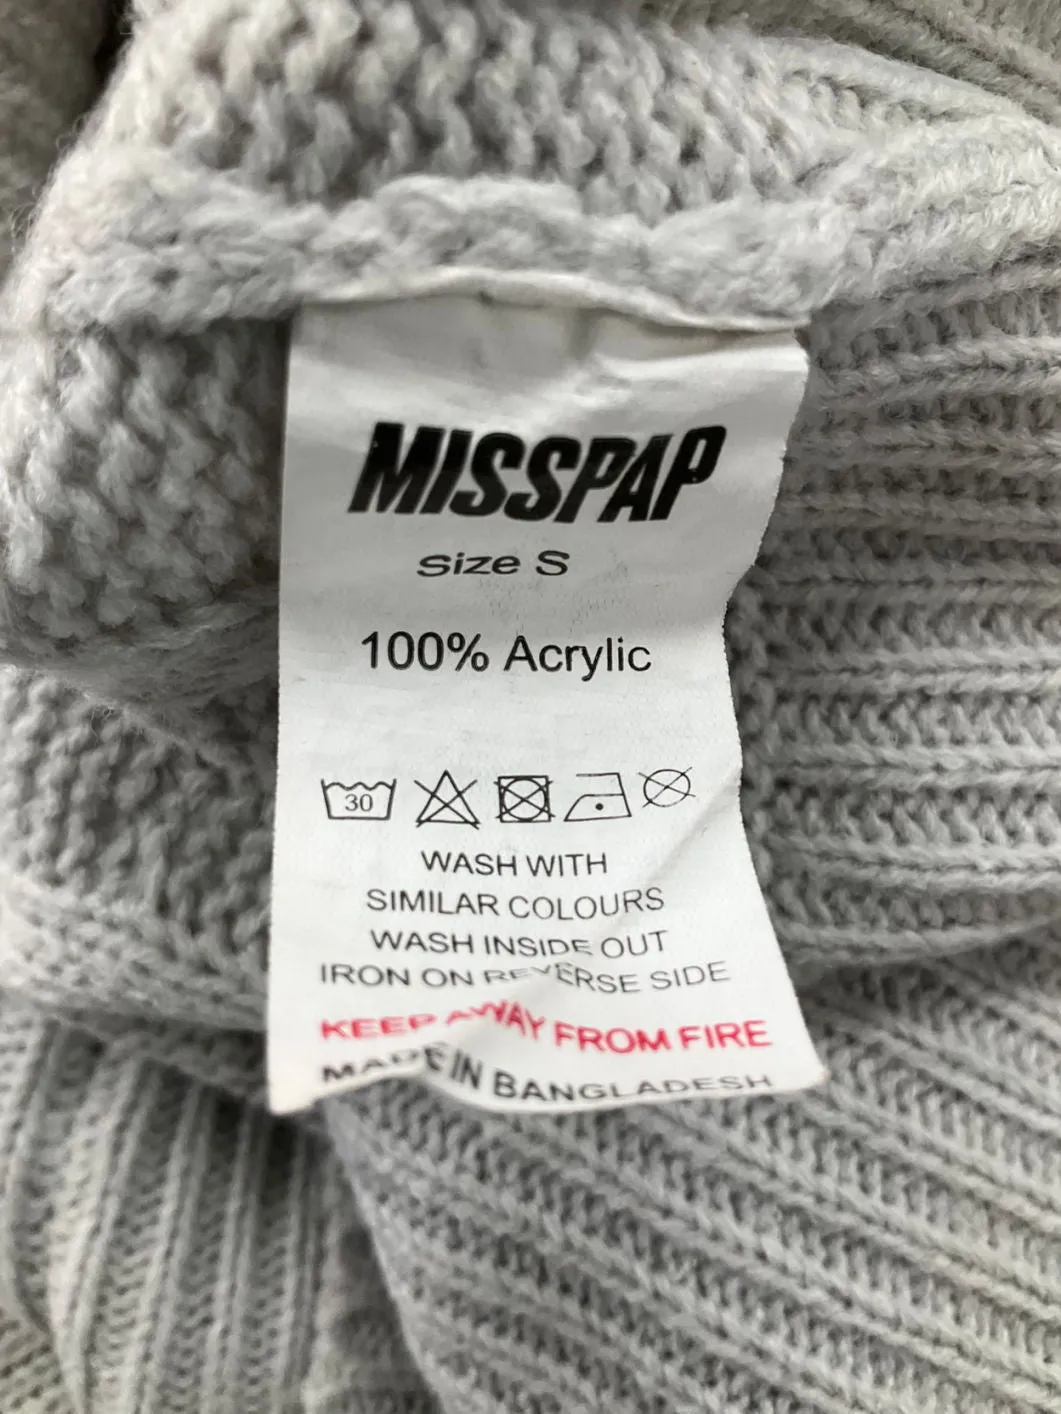 MISSPAP
Size S
100% Acrylic
30
WASH WITH
SIMILAR COLOURS
WASH INSIDE OUT
IRON ON REVERSE SIDE
KEEP AWAY FROM FIRE
MADE IN BANGLADESH